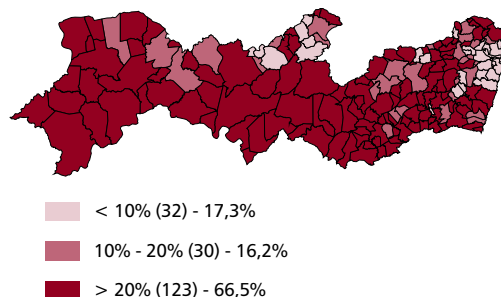 < 10% (32) - 17,3%
10% - 20% (30) - 16,2%
> 20% (123) - 66,5%